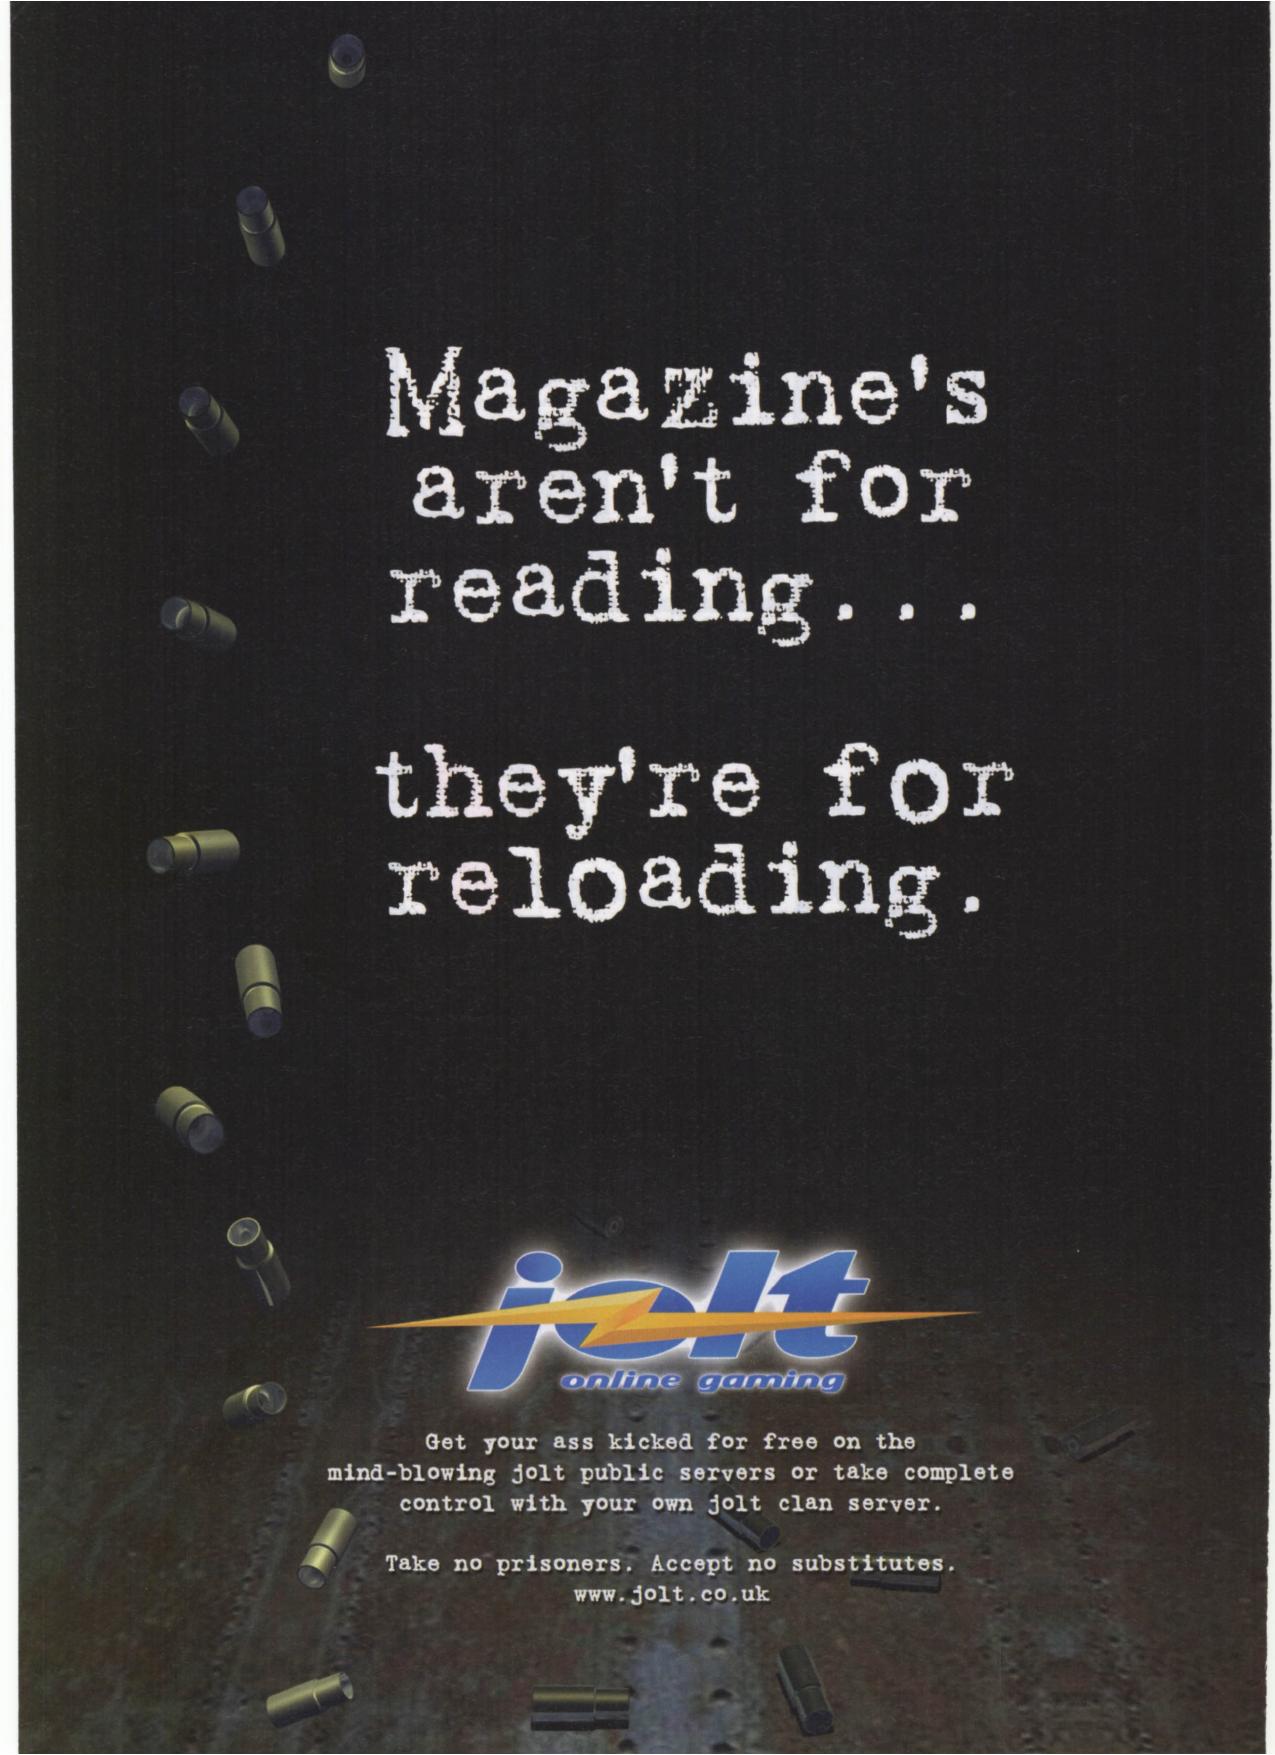 Magazine's
aren't for
reading...
they're for
reloading.
jolt
online gaming
Get your ass kicked for free on the
mind-blowing jolt public servers or take complete
control with your own jolt clan server.
Take no prisoners. Accept no substitutes.
www.jolt.co.uk